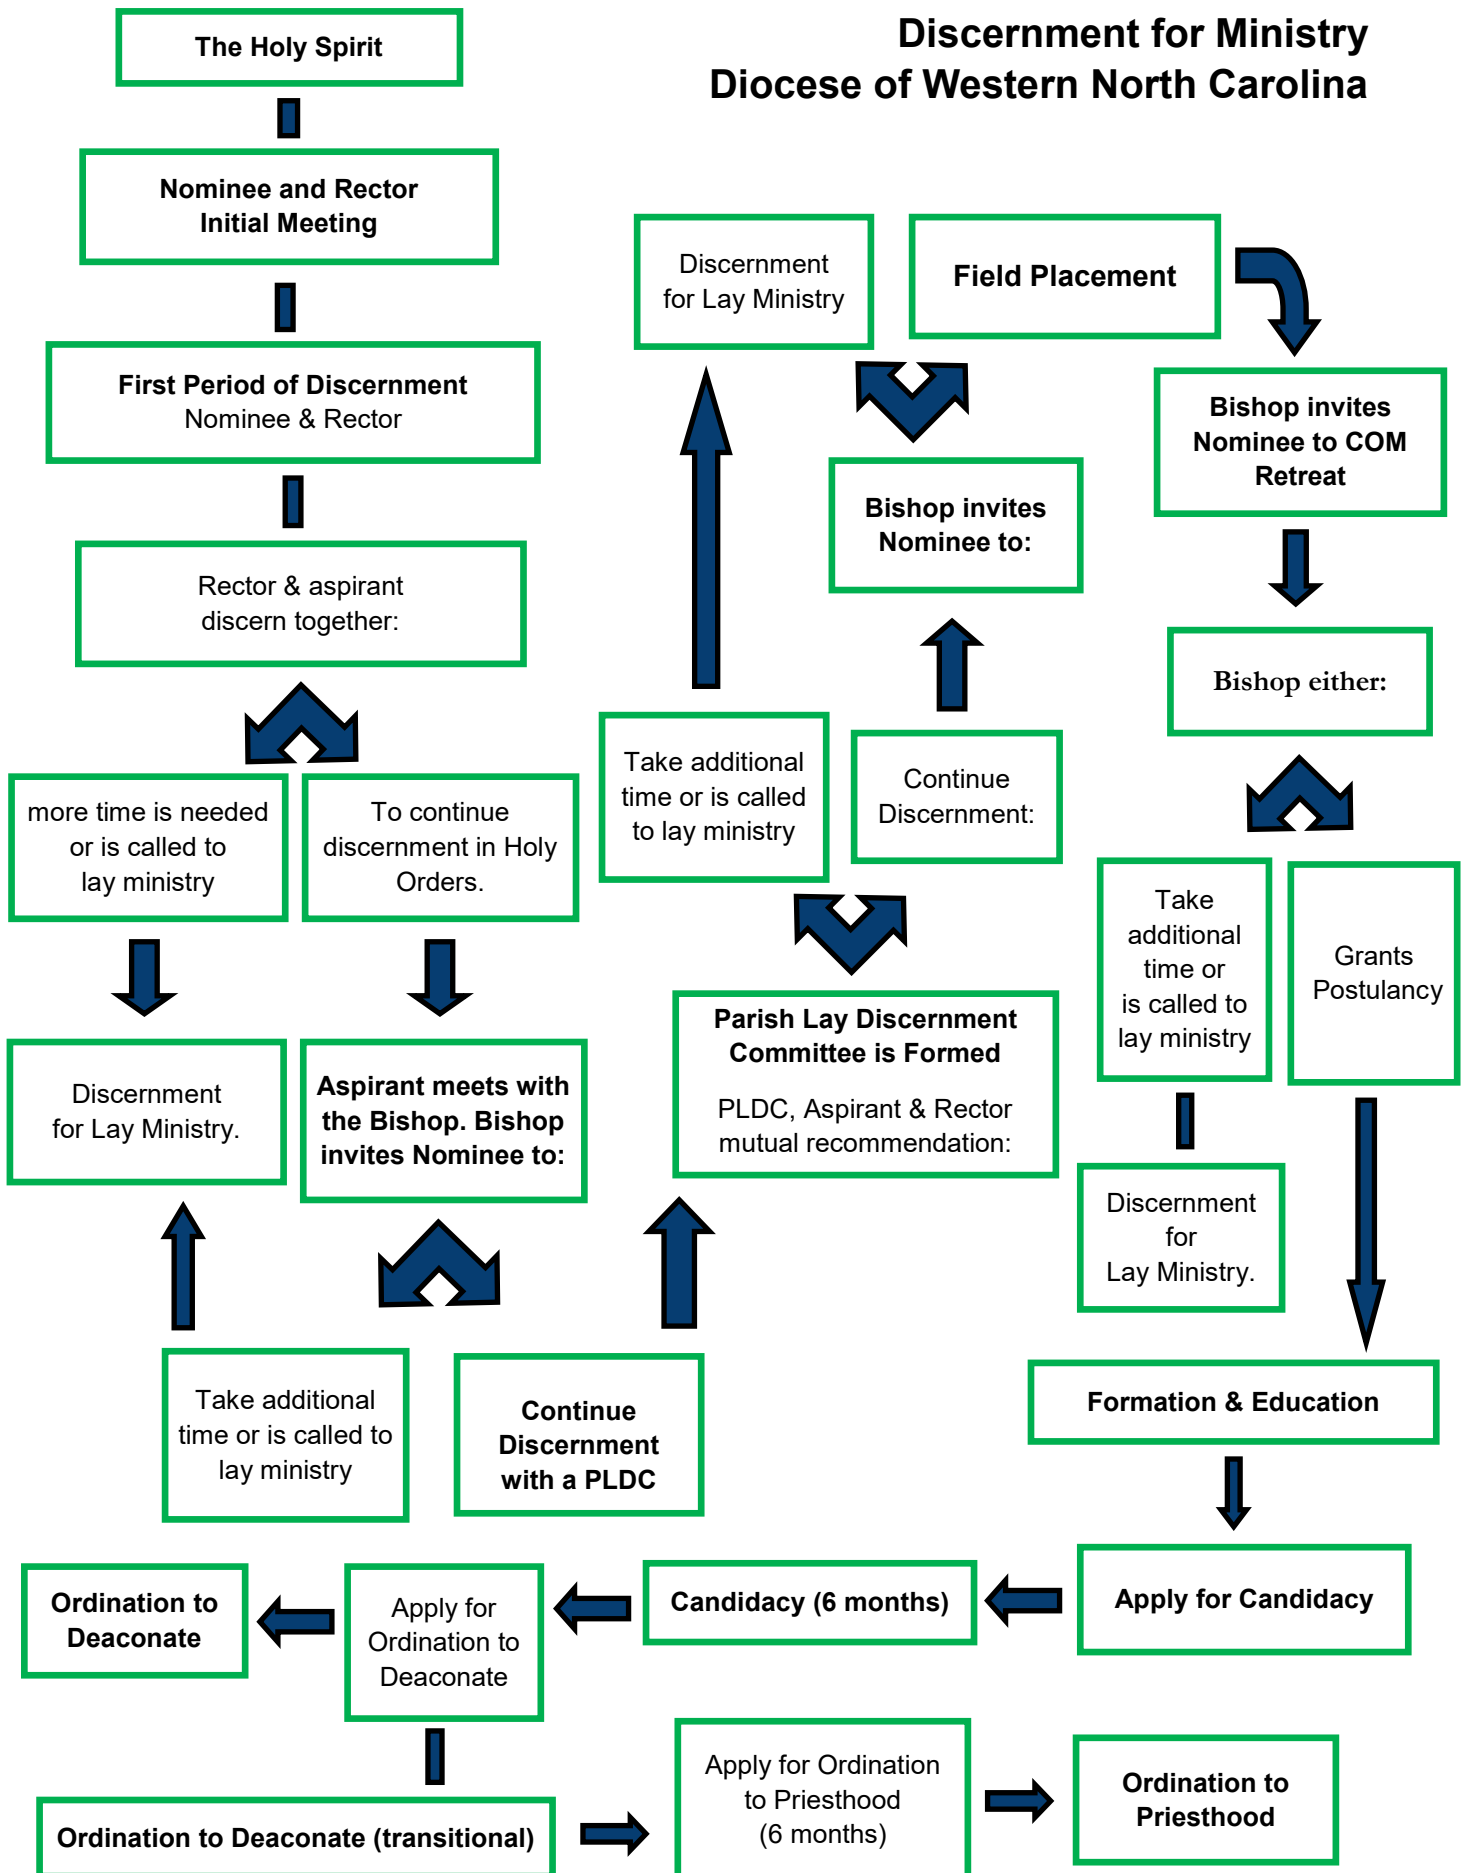 Discernment for Ministry
Diocese of Western North Carolina
The Holy Spirit
Nominee and Rector
Initial Meeting
First Period of Discernment
Nominee & Rector
Rector & aspirant
discern together:
more time is needed
or is called to
lay ministry
To continue
discernment in Holy
Orders.
Discernment
for Lay Ministry.
Aspirant meets with
the Bishop. Bishop
invites Nominee to:
Take additional
time or is called to
lay ministry
Continue
Discernment
with a PLDC
Parish Lay Discernment
Committee is Formed
PLDC, Aspirant & Rector
mutual recommendation:
Take additional
time or is called
to lay ministry
Continue
Discernment:
Discernment
for Lay Ministry
Bishop invites
Nominee to:
Field Placement
Bishop invites
Nominee to COM
Retreat
Bishop either:
Take
additional
time or
is called to
lay ministry
Grants
Postulancy
Discernment
for
Lay Ministry.
Formation & Education
Apply for Candidacy
Candidacy (6 months)
Apply for
Ordination to
Deaconate
Ordination to
Deaconate
Ordination to Deaconate (transitional)
Apply for Ordination
to Priesthood
(6 months)
Ordination to
Priesthood